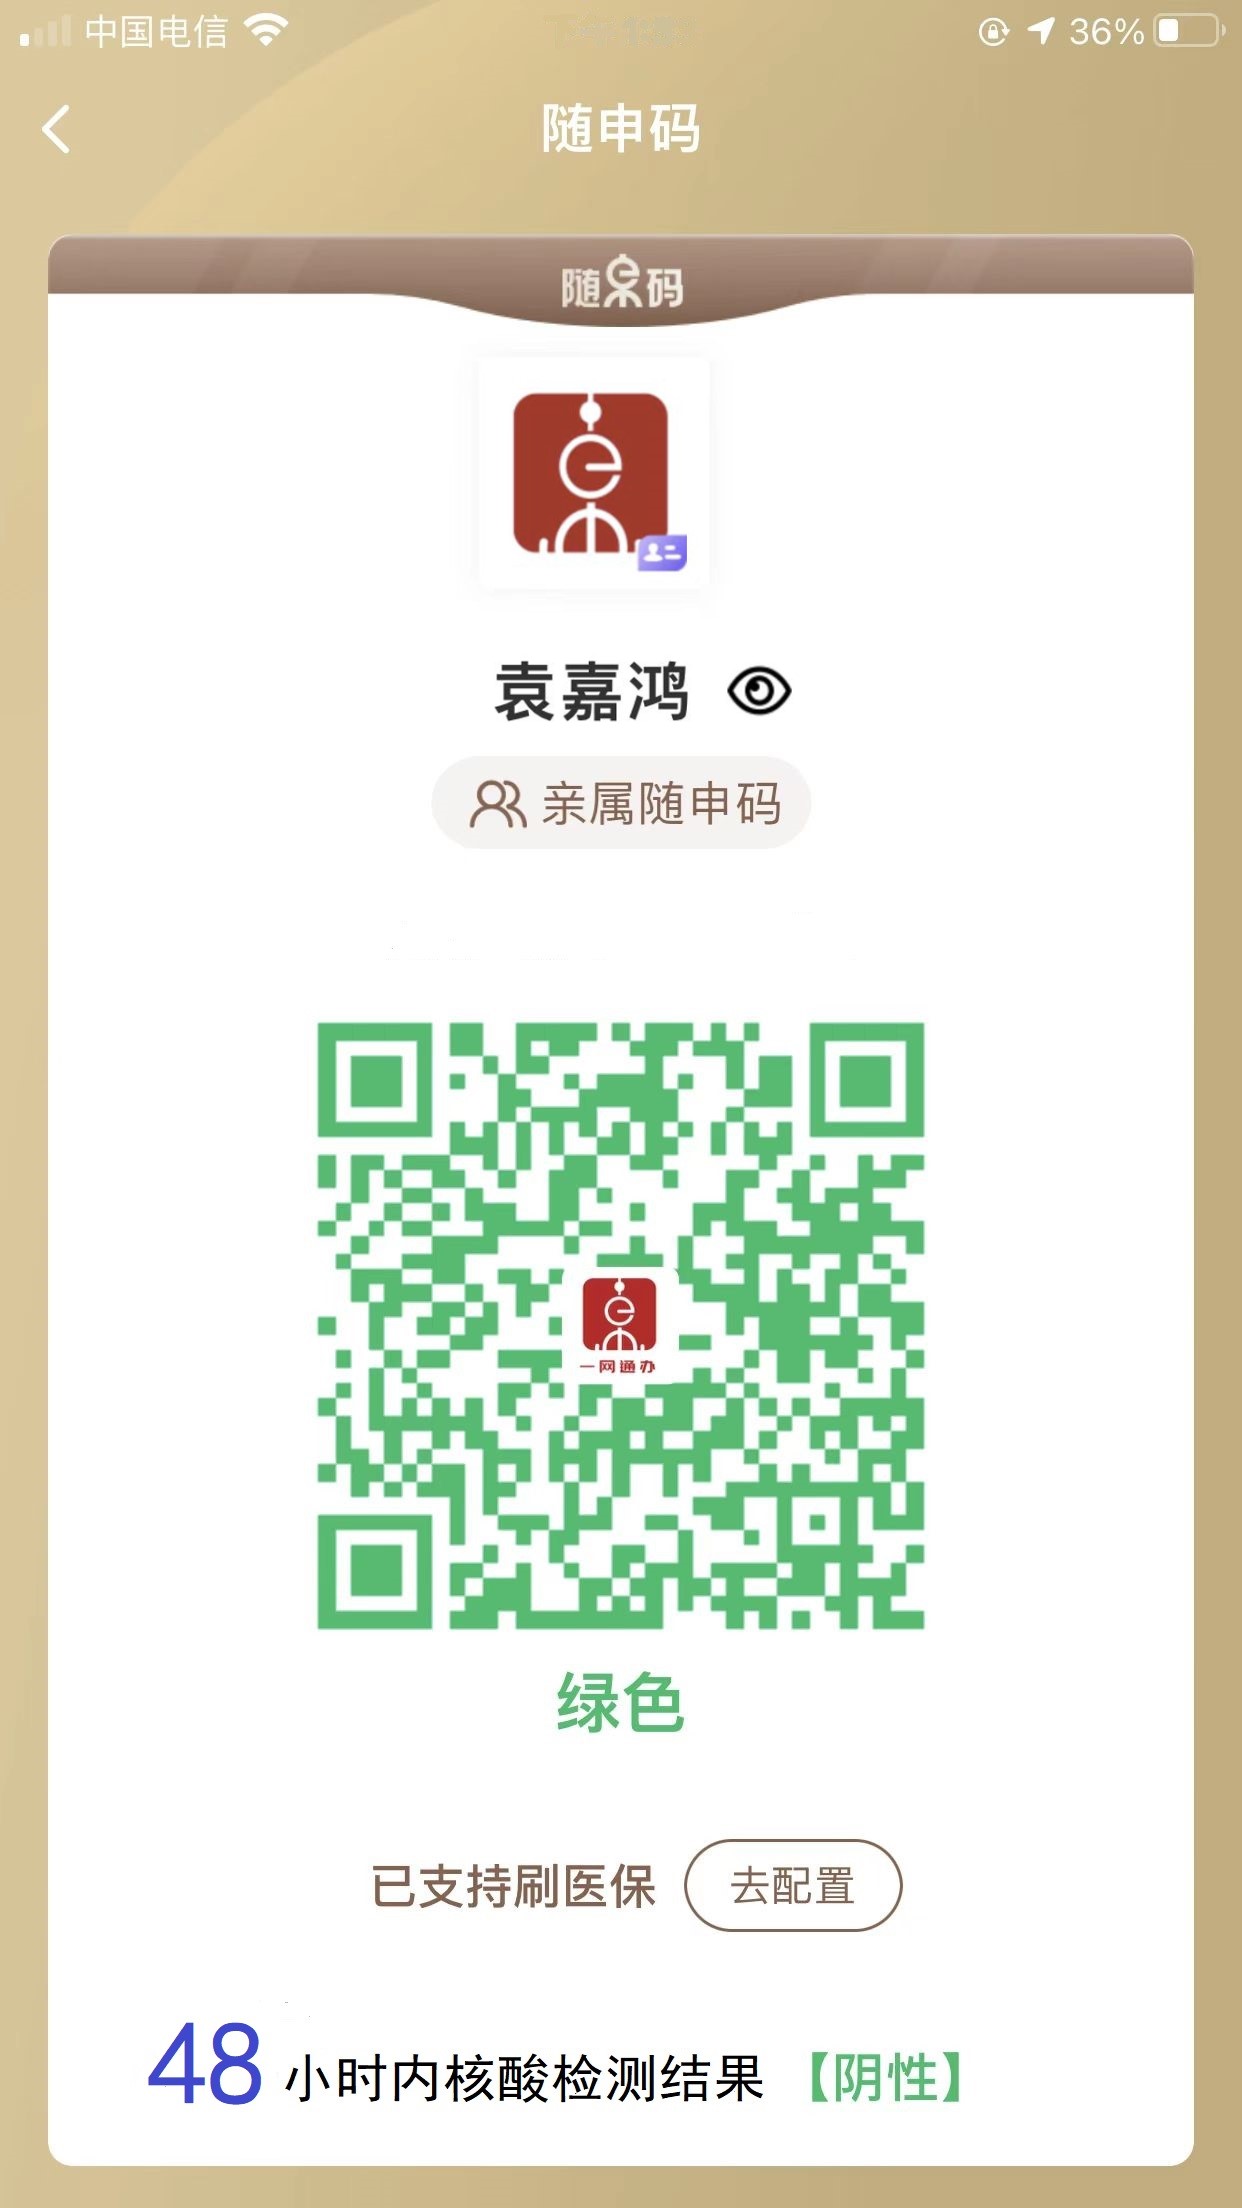 中国电信 36%
随申码
随申码
袁嘉鸿
亲属随申码
一网通办
绿色
已支持刷医保 去配置
48小时内核酸检测结果【阴性】